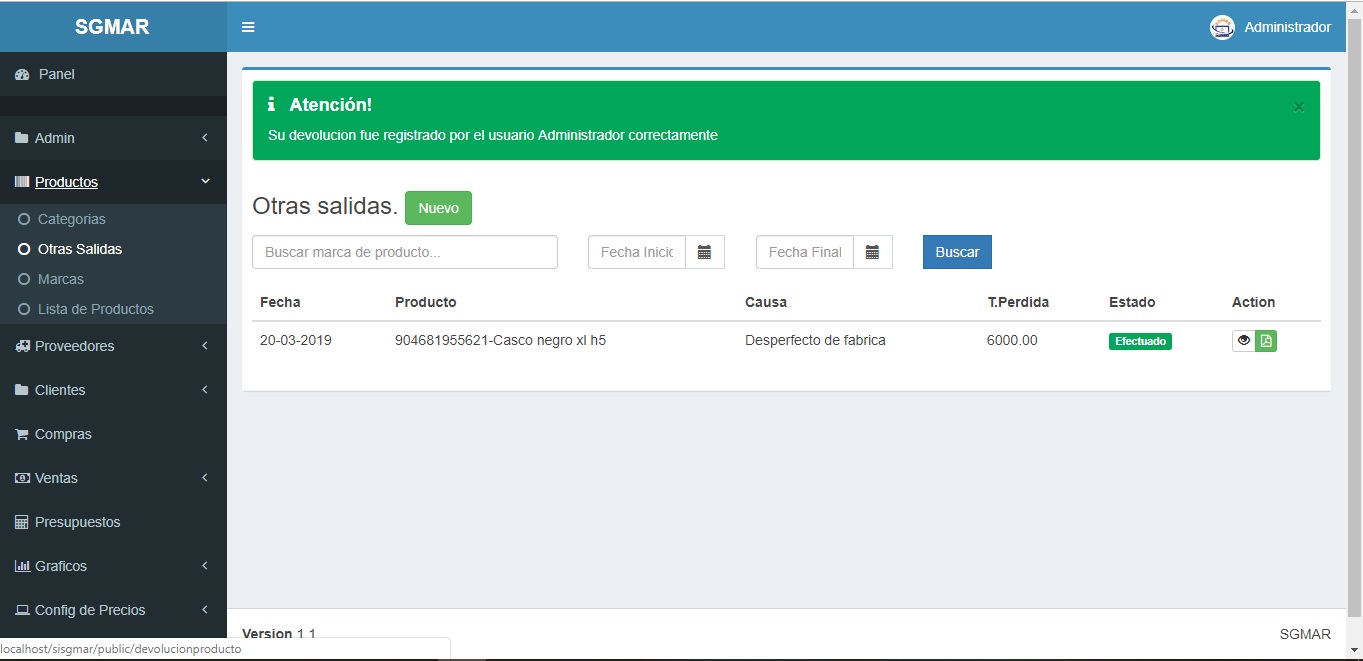 SGMAR
Administrador
Panel
Admin
Productos
Categorias
Otras Salidas
Marcas
Lista de Productos
Proveedores
Clientes
Compras
Ventas
Presupuestos
Graficos
Config de Precios
Atención!
×
Su devolucion fue registrado por el usuario Administrador correctamente
Otras salidas. Nuevo
Buscar marca de producto... Fecha Inicio Fecha Final Buscar
Fecha Producto Causa T.Perdida Estado Action
20-03-2019 904681955621-Casco negro xl h5 Desperfecto de fabrica 6000.00 Efectuado
Version 1.1 SGMAR
localhost/sisgmar/public/devolucionproducto